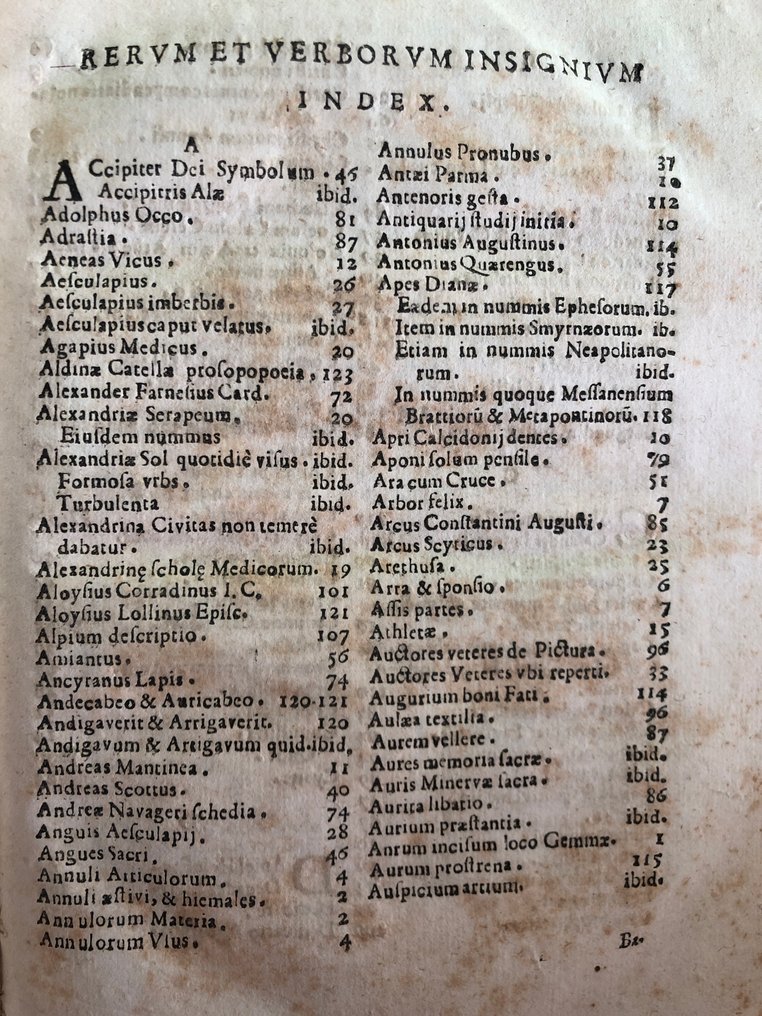 RERVM ET VERBORVM INSIGNIVM
INDEX.
A
ACcipiter Dei Symbolum . 46
Accipitris Alæ ibid.
Adolphus Occo. 81
Adrastia. 87
Aeneas Vicus . 12
Aesculapius. 26
Aesculapius imberbis. 27
Aesculapius caput velatus. ibid.
Agapius Medicus. 20
Aldinæ Catellæ prosopopoeia, 123
Alexander Farnesius Card. 72
Alexandriæ Serapeum. 20
Eiusdem nummus ibid.
Alexandriæ Sol quotidiè visus . ibid.
Formosa vrbs. ibid.
Turbulenta ibid.
Alexandrina Civitas non temerè
dabatur. ibid.
Alexandrinę scholę Medicorum. 19
Aloysius Corradinus I. C. 101
Aloysius Lollinus Episc. 121
Alpium descriptio. 107
Amiantus. 56
Ancyranus Lapis. 74
Andecabeo & Auricabeo. 120.121
Andigaverit & Arrigaverit. 120
Andigavum & Artigavum quid.ibid.
Andreas Mantinea. 11
Andreas Scottus. 40
Andreæ Navageri schedia. 74
Anguis Aesculapij. 28
Angues Sacri. 46
Annuli Articulorum. 4
Annuli æstivi, & hiemales. 2
Annulorum Materia. 2
Annulorum Vsus. 4
Annulus Pronubus. 37
Antæi Parma. 10
Antenoris gesta. 112
Antiquarij studij initia. 10
Antonius Augustinus. 114
Antonius Quærengus. 55
Apes Dianæ. 117
Eædem in nummis Ephesorum, ib.
Item in nummis Smyrnæorum. ib.
Etiam in nummis Neapolitano-
rum. ibid.
In nummis quoque Messanensium
Brattiorū & Metapontinorū. 118
Apri Calcidonij dentes. 10
Aponi solum pensile. 79
Ara cum Cruce. 51
Arbor felix. 7
Arcus Constantini Augusti. 85
Arcus Scyticus. 23
Arethusa. 25
Arra & sponsio. 6
Assis partes. 7
Athletæ. 15
Auctores veteres de Pictura. 96
Auctores Veteres vbi reperti. 33
Augurium boni Fati. 114
Aulæa textilia. 96
Aurem vellere. 87
Aures memoria sacræ. ibid.
Auris Minervæ sacra. ibid.
Aurita libatio. 86
Aurium præstantia. ibid.
Aurum incisum loco Gemmæ. 1
Aurum prostrena. 115
Auspicium artium. ibid.
Ba.